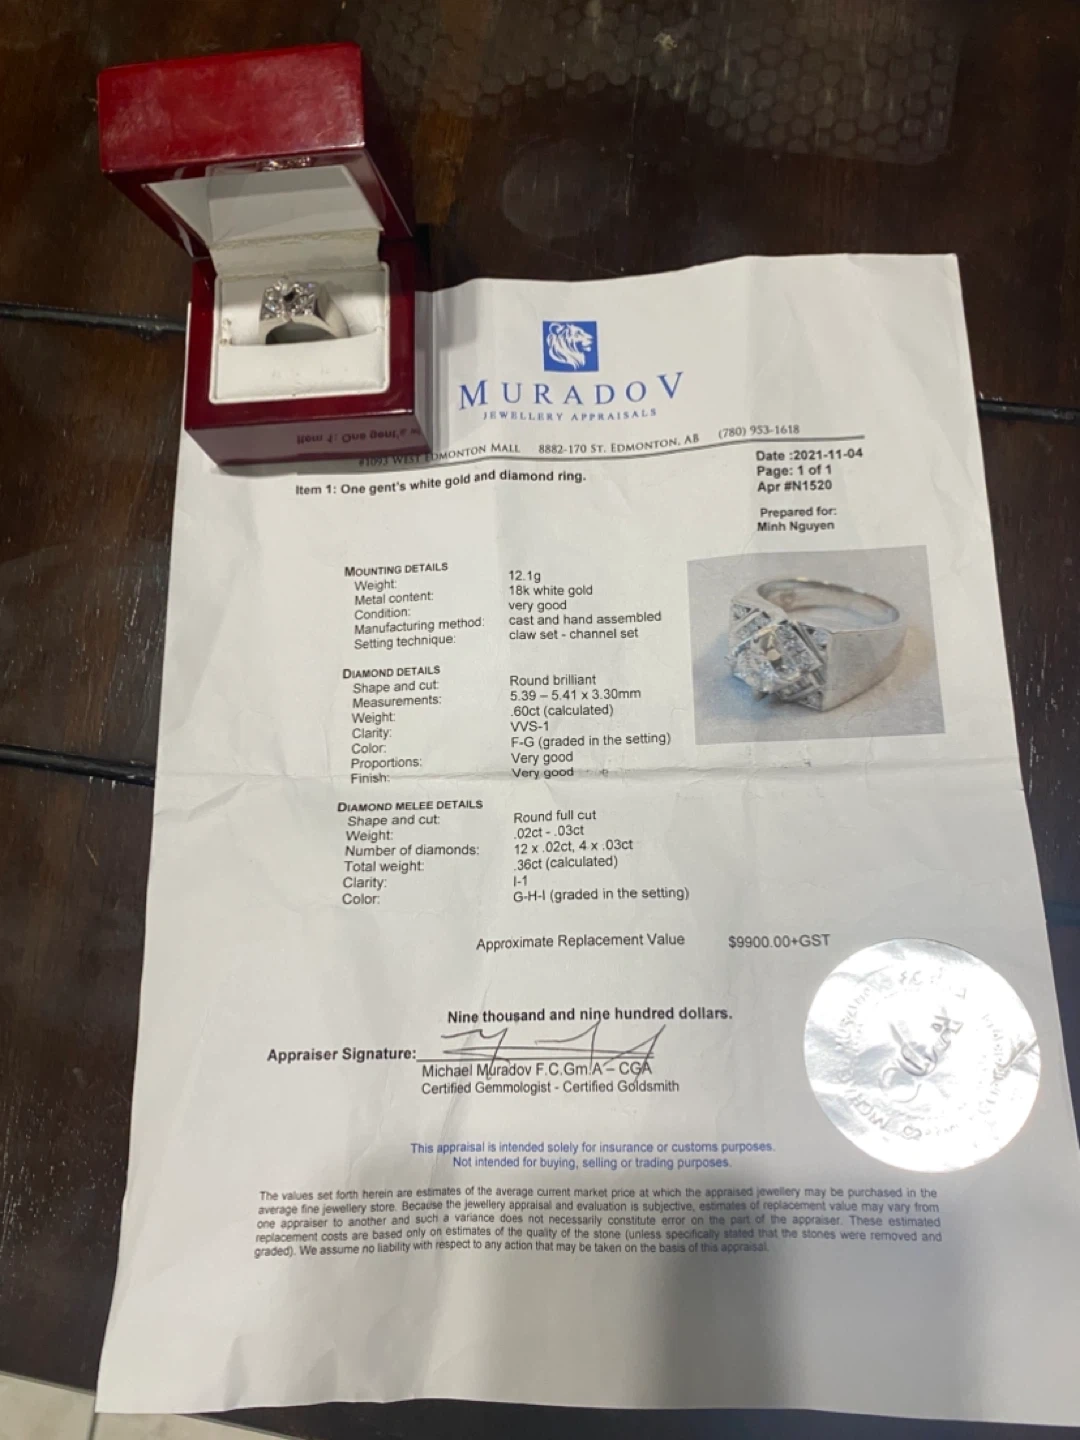 MURADOV
JEWELLERY APPRAISALS
#1093 WEST EDMONTON MALL 8882-170 ST. EDMONTON, AB (780) 953-1618
Date :2021-11-04
Page: 1 of 1
Apr #N1520
Item 1: One gent's white gold and diamond ring.
Prepared for:
Minh Nguyen
MOUNTING DETAILS
Weight: 12.1g
Metal content: 18k white gold
Condition: very good
Manufacturing method: cast and hand assembled
Setting technique: claw set - channel set
DIAMOND DETAILS
Shape and cut: Round brilliant
Measurements: 5.39 – 5.41 x 3.30mm
Weight: .60ct (calculated)
Clarity: VVS-1
Color: F-G (graded in the setting)
Proportions: Very good
Finish: Very good
DIAMOND MELEE DETAILS
Shape and cut: Round full cut
Weight: .02ct - .03ct
Number of diamonds: 12 x .02ct, 4 x .03ct
Total weight: .36ct (calculated)
Clarity: I-1
Color: G-H-I (graded in the setting)
Approximate Replacement Value $9900.00+GST
Nine thousand and nine hundred dollars.
Appraiser Signature:
Michael Muradov F.C.Gm.A – CGA
Certified Gemmologist - Certified Goldsmith
This appraisal is intended solely for insurance or customs purposes.
Not intended for buying, selling or trading purposes.
The values set forth herein are estimates of the average current market price at which the appraised jewellery may be purchased in the
average fine jewellery store. Because the jewellery appraisal and evaluation is subjective, estimates of replacement value may vary from
one appraiser to another and such a variance does not necessarily constitute error on the part of the appraiser. These estimated
replacement costs are based only on estimates of the quality of the stone (unless specifically stated that the stones were removed and
graded). We assume no liability with respect to any action that may be taken on the basis of this appraisal.